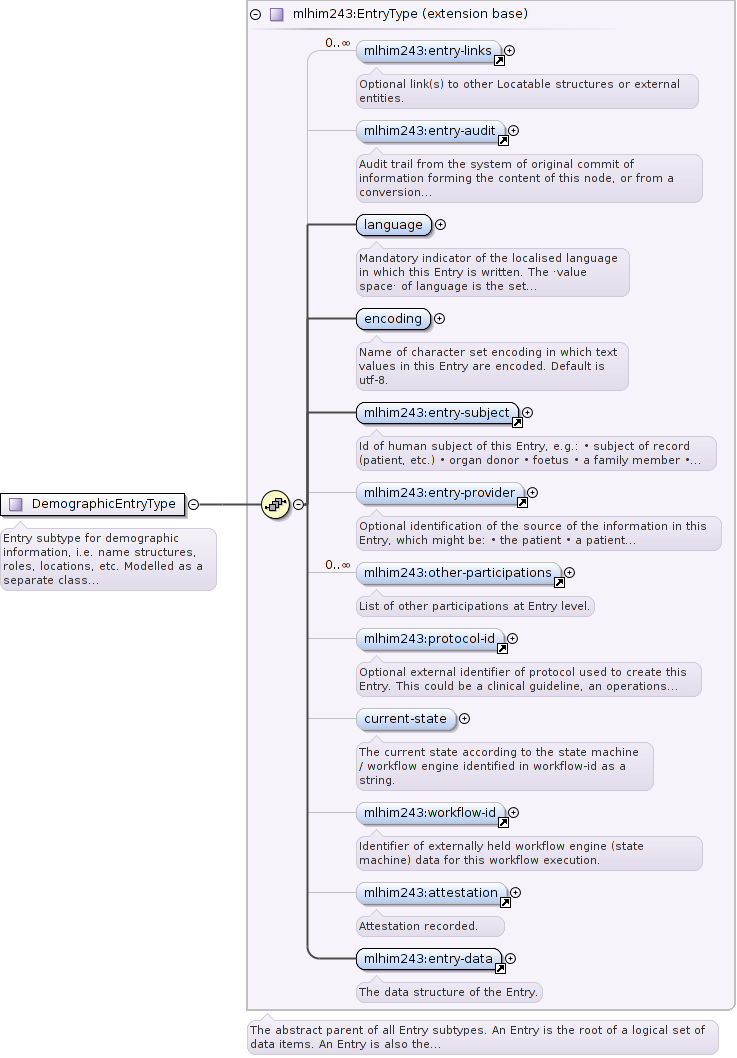 mlhim243:EntryType (extension base)
0..∞
mlhim243:entry-links
Optional link(s) to other Locatable structures or external
entities.
mlhim243:entry-audit
Audit trail from the system of original commit of
information forming the content of this node, or from a
conversion...
language
Mandatory indicator of the localised language
in which this Entry is written. The ·value
space· of language is the set...
encoding
Name of character set encoding in which text
values in this Entry are encoded. Default is
utf-8.
mlhim243:entry-subject
Id of human subject of this Entry, e.g.: • subject of record
(patient, etc.) • organ donor • foetus • a family member •...
mlhim243:entry-provider
Optional identification of the source of the information in this
Entry, which might be: • the patient • a patient...
DemographicEntryType
Entry subtype for demographic
information, i.e. name structures,
roles, locations, etc. Modelled as a
separate class...
0..∞
mlhim243:other-participations
List of other participations at Entry level.
mlhim243:protocol-id
Optional external identifier of protocol used to create this
Entry. This could be a clinical guideline, an operations...
current-state
The current state according to the state machine
/ workflow engine identified in workflow-id as a
string.
mlhim243:workflow-id
Identifier of externally held workflow engine (state
machine) data for this workflow execution.
mlhim243:attestation
Attestation recorded.
mlhim243:entry-data
The data structure of the Entry.
The abstract parent of all Entry subtypes. An Entry is the root of a logical set of
data items. An Entry is also the...